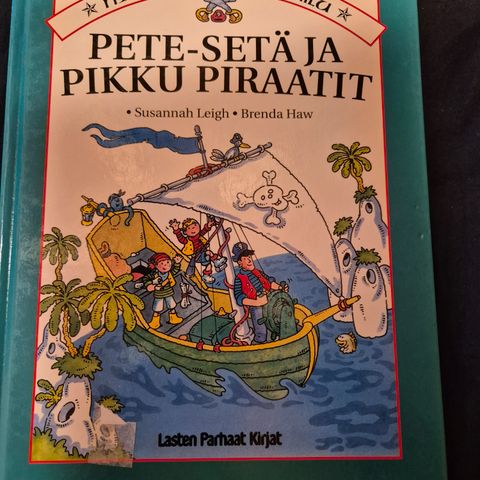 PETE-SETÄ JA
PIKKU PIRAATIT
• Susannah Leigh • Brenda Haw
Lasten Parhaat Kirjat